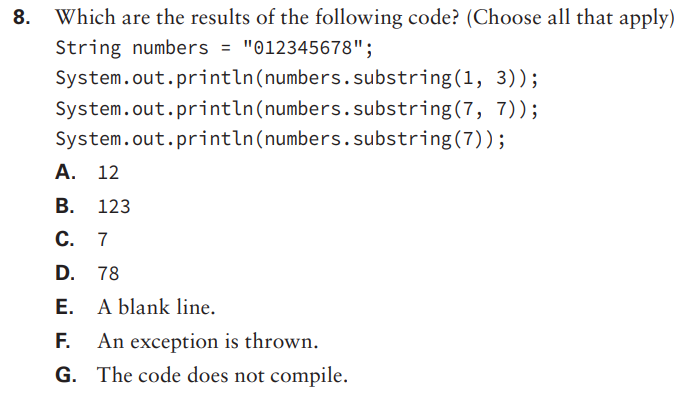 8. Which are the results of the following code? (Choose all that apply)
String numbers = "012345678";
System.out.println(numbers.substring(1, 3));
System.out.println(numbers.substring(7, 7));
System.out.println(numbers.substring(7));
A. 12
B. 123
C. 7
D. 78
E. A blank line.
F. An exception is thrown.
G. The code does not compile.